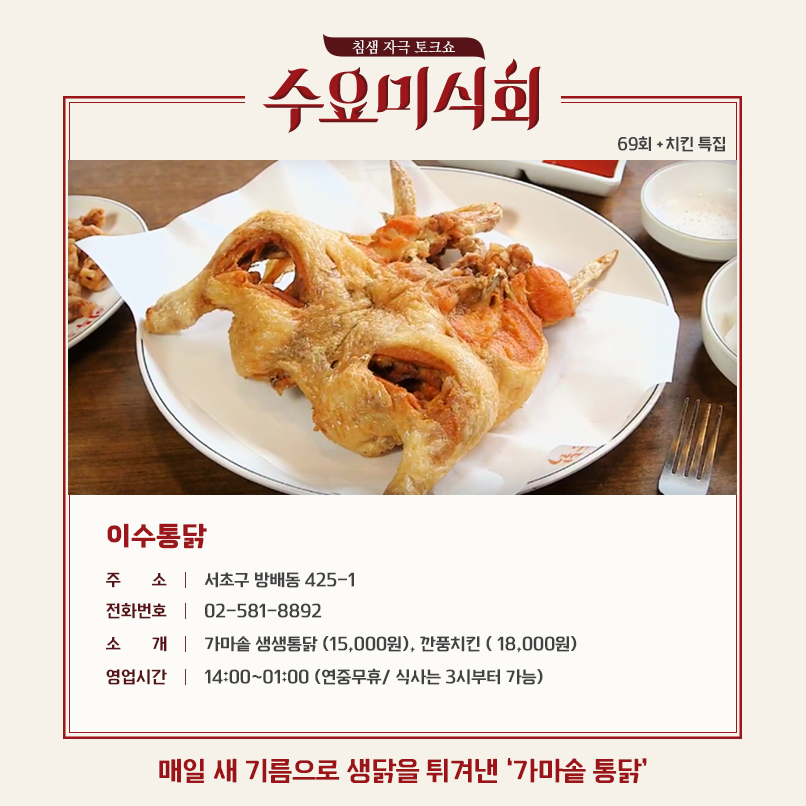 침샘 자극 토크쇼
수요미식회
69회 + 치킨 특집
이수통닭
주 소 | 서초구 방배동 425-1
전화번호 | 02-581-8892
소 개 | 가마솥 생생통닭 (15,000원), 깐풍치킨 ( 18,000원)
영업시간 | 14:00~01:00 (연중무휴/ 식사는 3시부터 가능)
매일 새 기름으로 생닭을 튀겨낸 ‘가마솥 통닭’